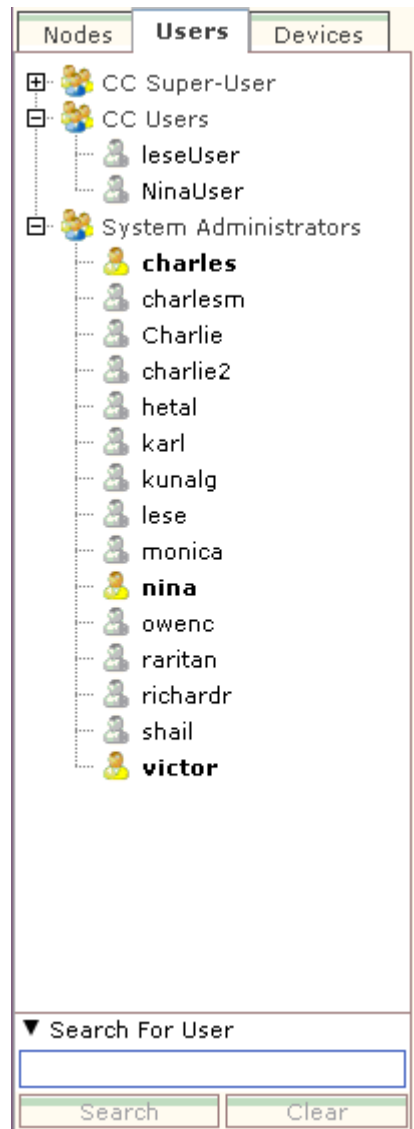 Nodes Users Devices
CC Super-User
CC Users
leseUser
NinaUser
System Administrators
charles
charlesm
Charlie
charlie2
hetal
karl
kunalg
lese
monica
nina
owenc
raritan
richardr
shail
victor
Search For User
Search Clear